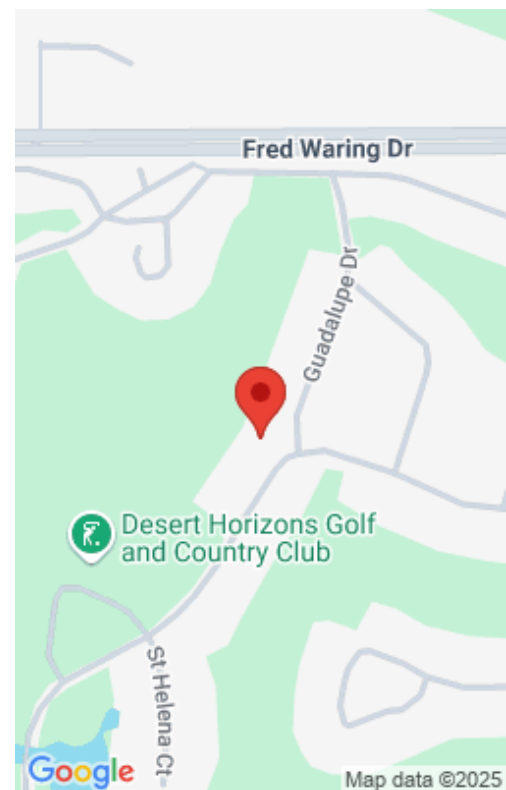 Fred Waring Dr
Guadalupe Dr
Desert Horizons Golf
and Country Club
St Helena Ct
Google
Map data ©2025